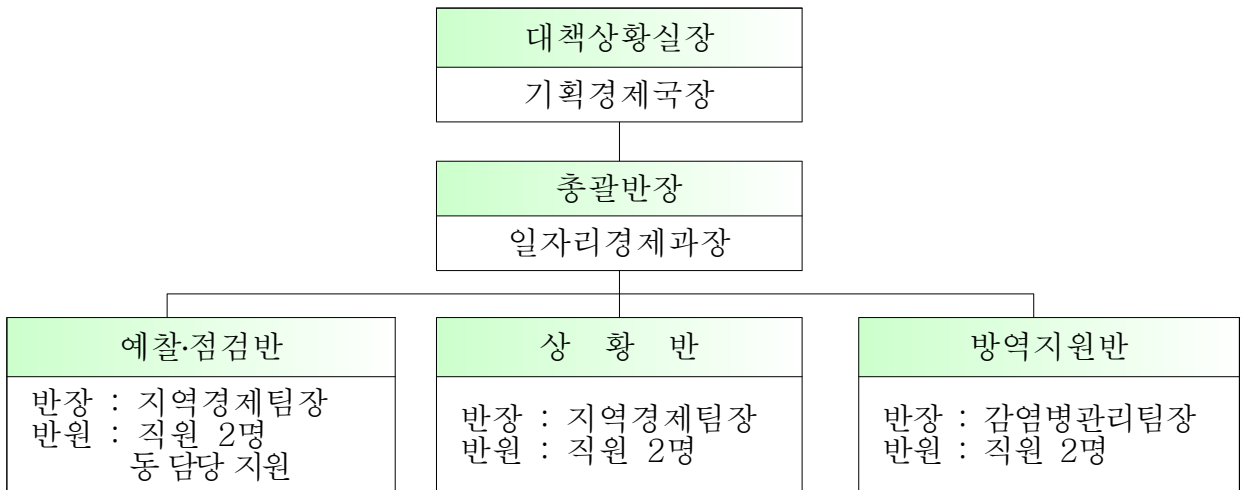 대책상황실장
기획경제국장
총괄반장
일자리경제과장
예찰·점검반
반장 : 지역경제팀장
반원 : 직원 2명
동 담당 지원
상 황 반
반장 : 지역경제팀장
반원 : 직원 2명
방역지원반
반장 : 감염병관리팀장
반원 : 직원 2명